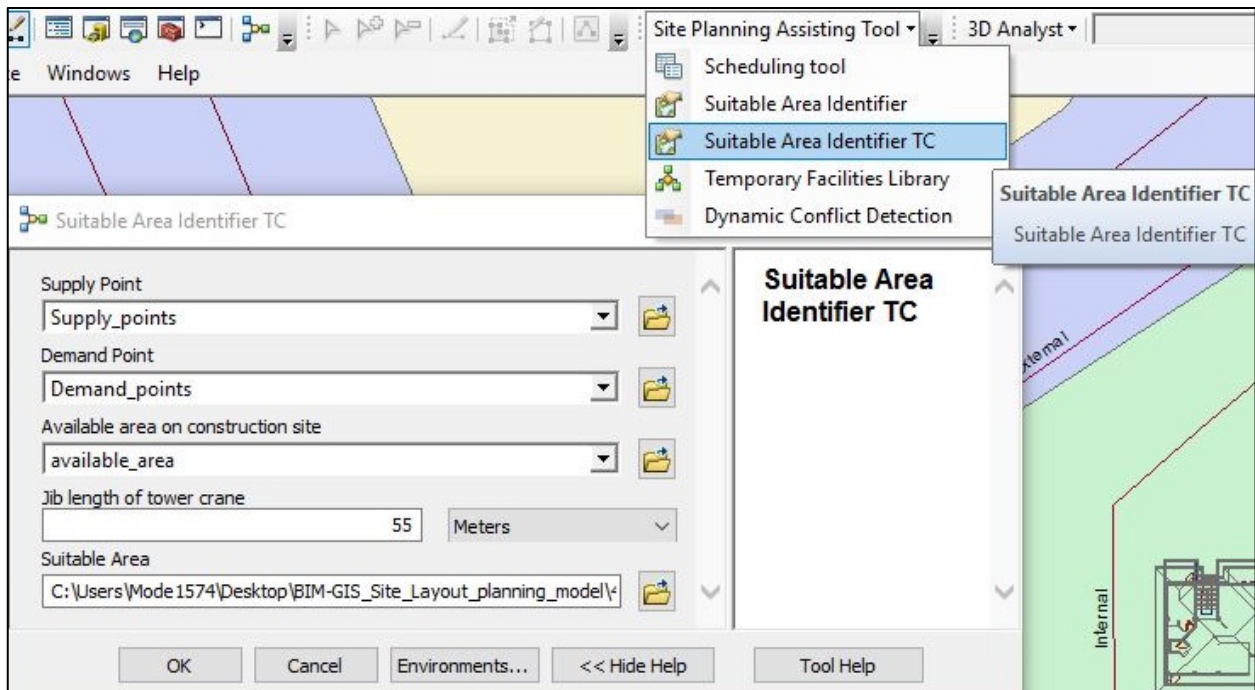 Site Planning Assisting Tool
3D Analyst
Windows Help
Scheduling tool
Suitable Area Identifier
Suitable Area Identifier TC
Temporary Facilities Library
Dynamic Conflict Detection
Suitable Area Identifier TC
Suitable Area Identifier TC
Suitable Area Identifier TC
Supply Point
Supply_points
Demand Point
Demand_points
Available area on construction site
available_area
Jib length of tower crane
55 Meters
Suitable Area
C:\Users\Mode1574\Desktop\BIM-GIS_Site_Layout_planning_model\
OK Cancel Environments... << Hide Help Tool Help
Suitable Area
Identifier TC
Internal